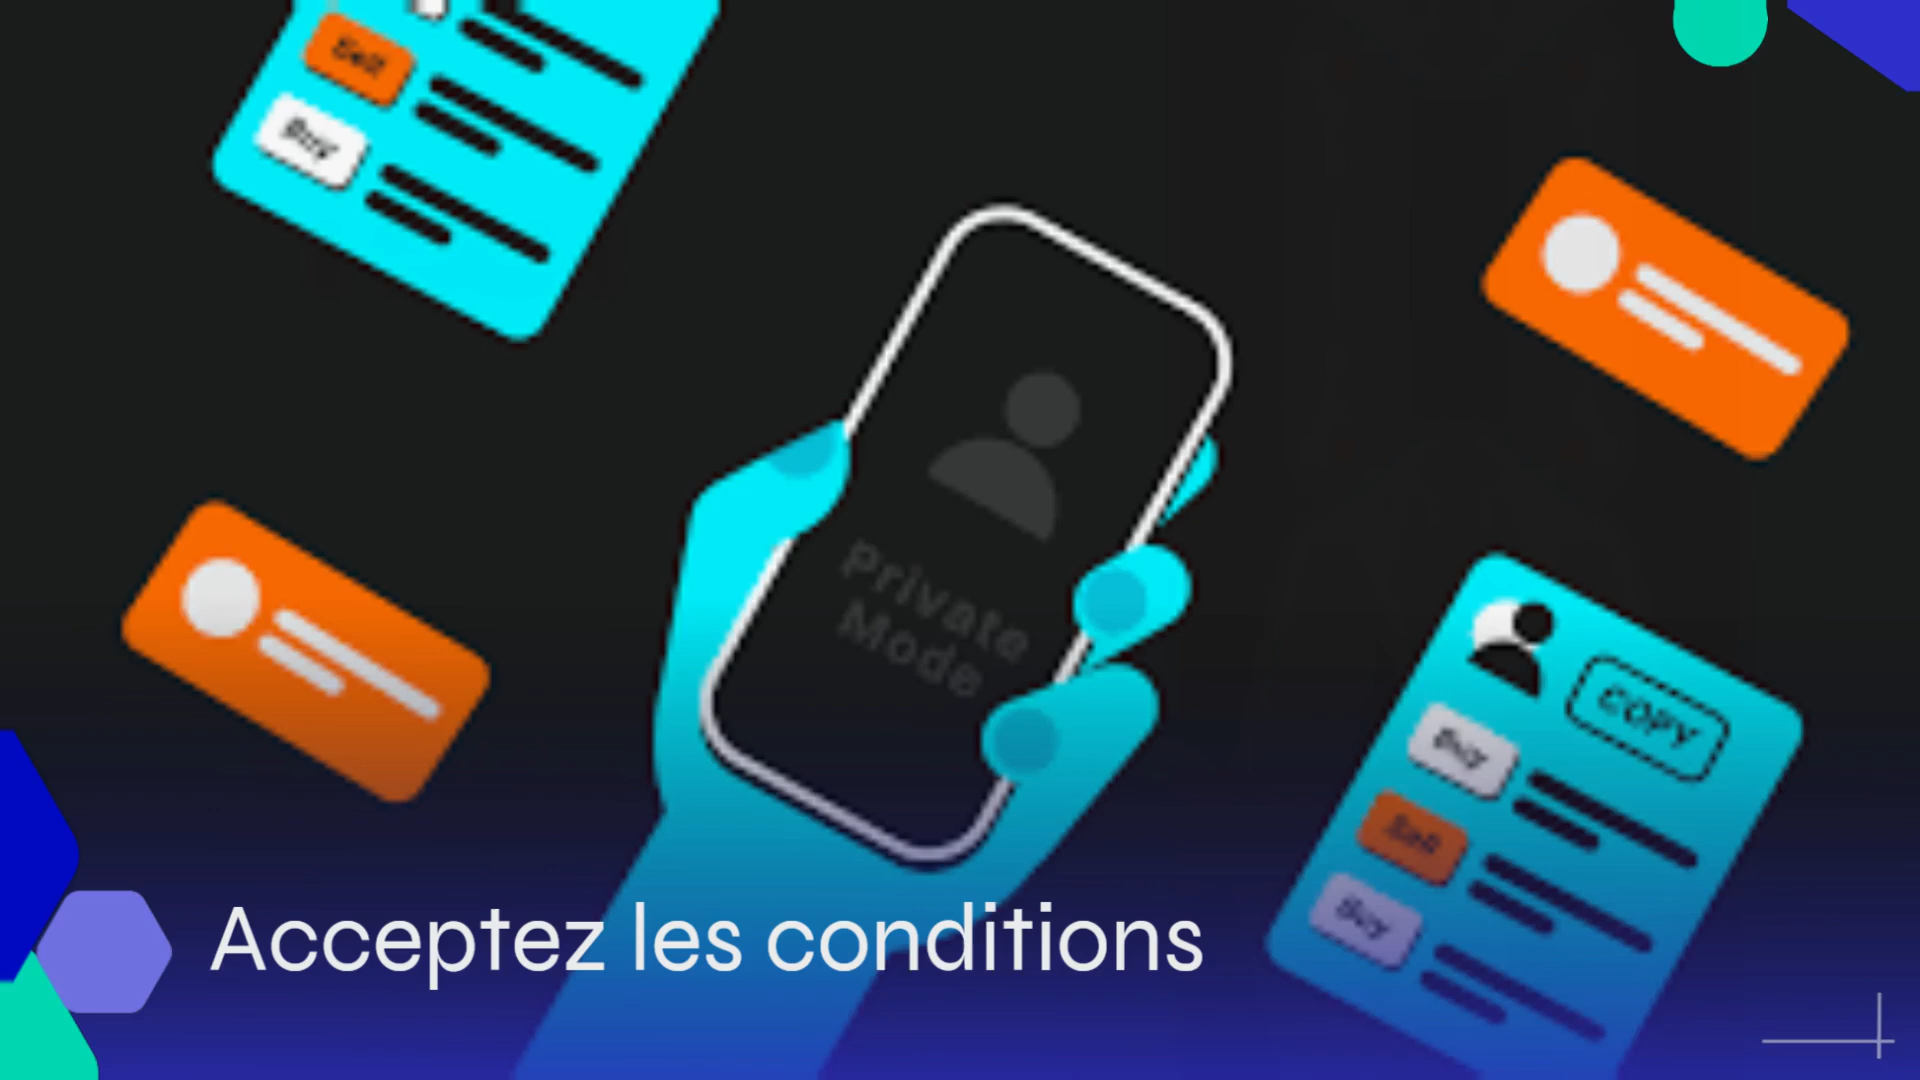 Sell
Buy
Private
Mode
COPY
Buy
Sell
Buy
Acceptez les conditions